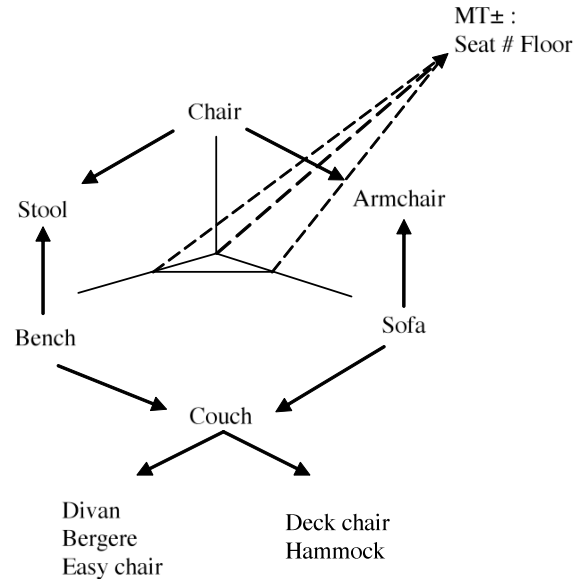 MT± :
Seat # Floor
Chair
Stool
Armchair
Bench
Sofa
Couch
Divan
Bergere
Easy chair
Deck chair
Hammock